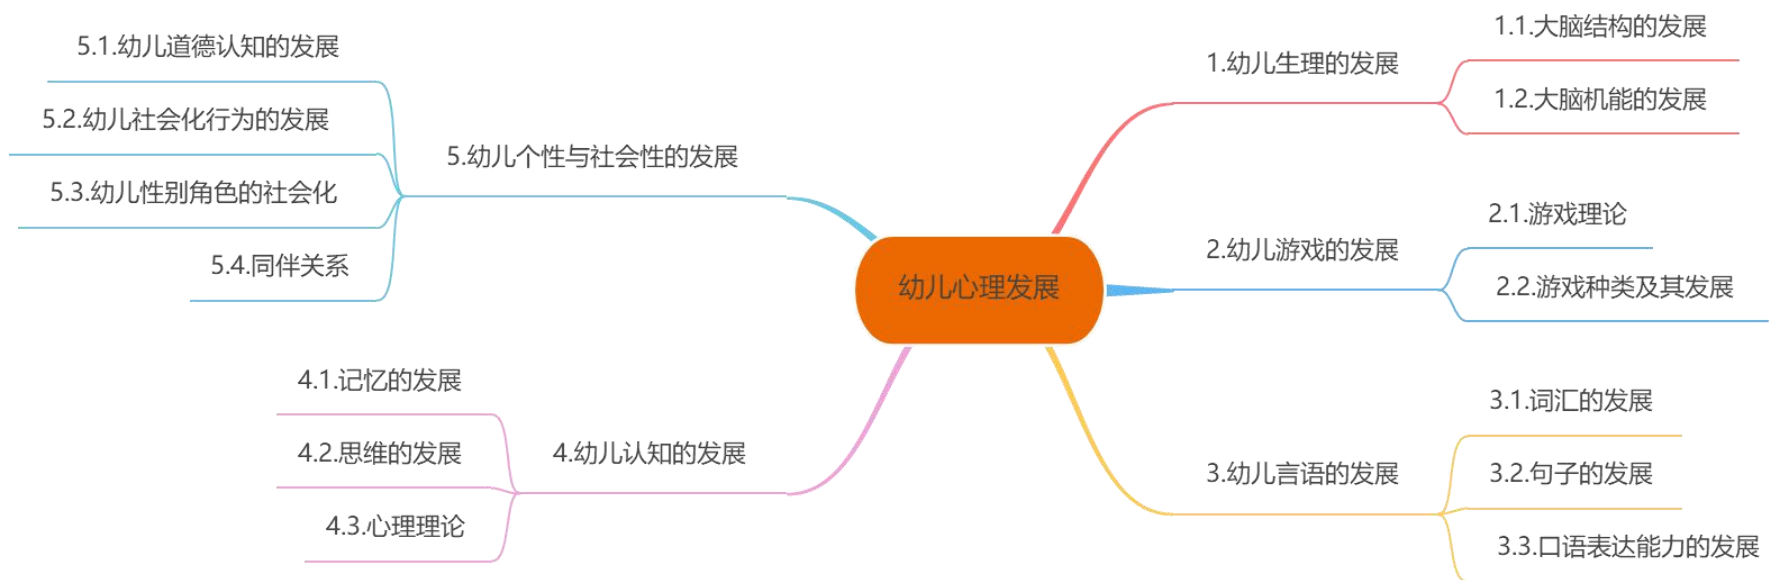 幼儿心理发展
1.幼儿生理的发展
1.1.大脑结构的发展
1.2.大脑机能的发展
2.幼儿游戏的发展
2.1.游戏理论
2.2.游戏种类及其发展
3.幼儿言语的发展
3.1.词汇的发展
3.2.句子的发展
3.3.口语表达能力的发展
4.幼儿认知的发展
4.1.记忆的发展
4.2.思维的发展
4.3.心理理论
5.幼儿个性与社会性的发展
5.1.幼儿道德认知的发展
5.2.幼儿社会化行为的发展
5.3.幼儿性别角色的社会化
5.4.同伴关系